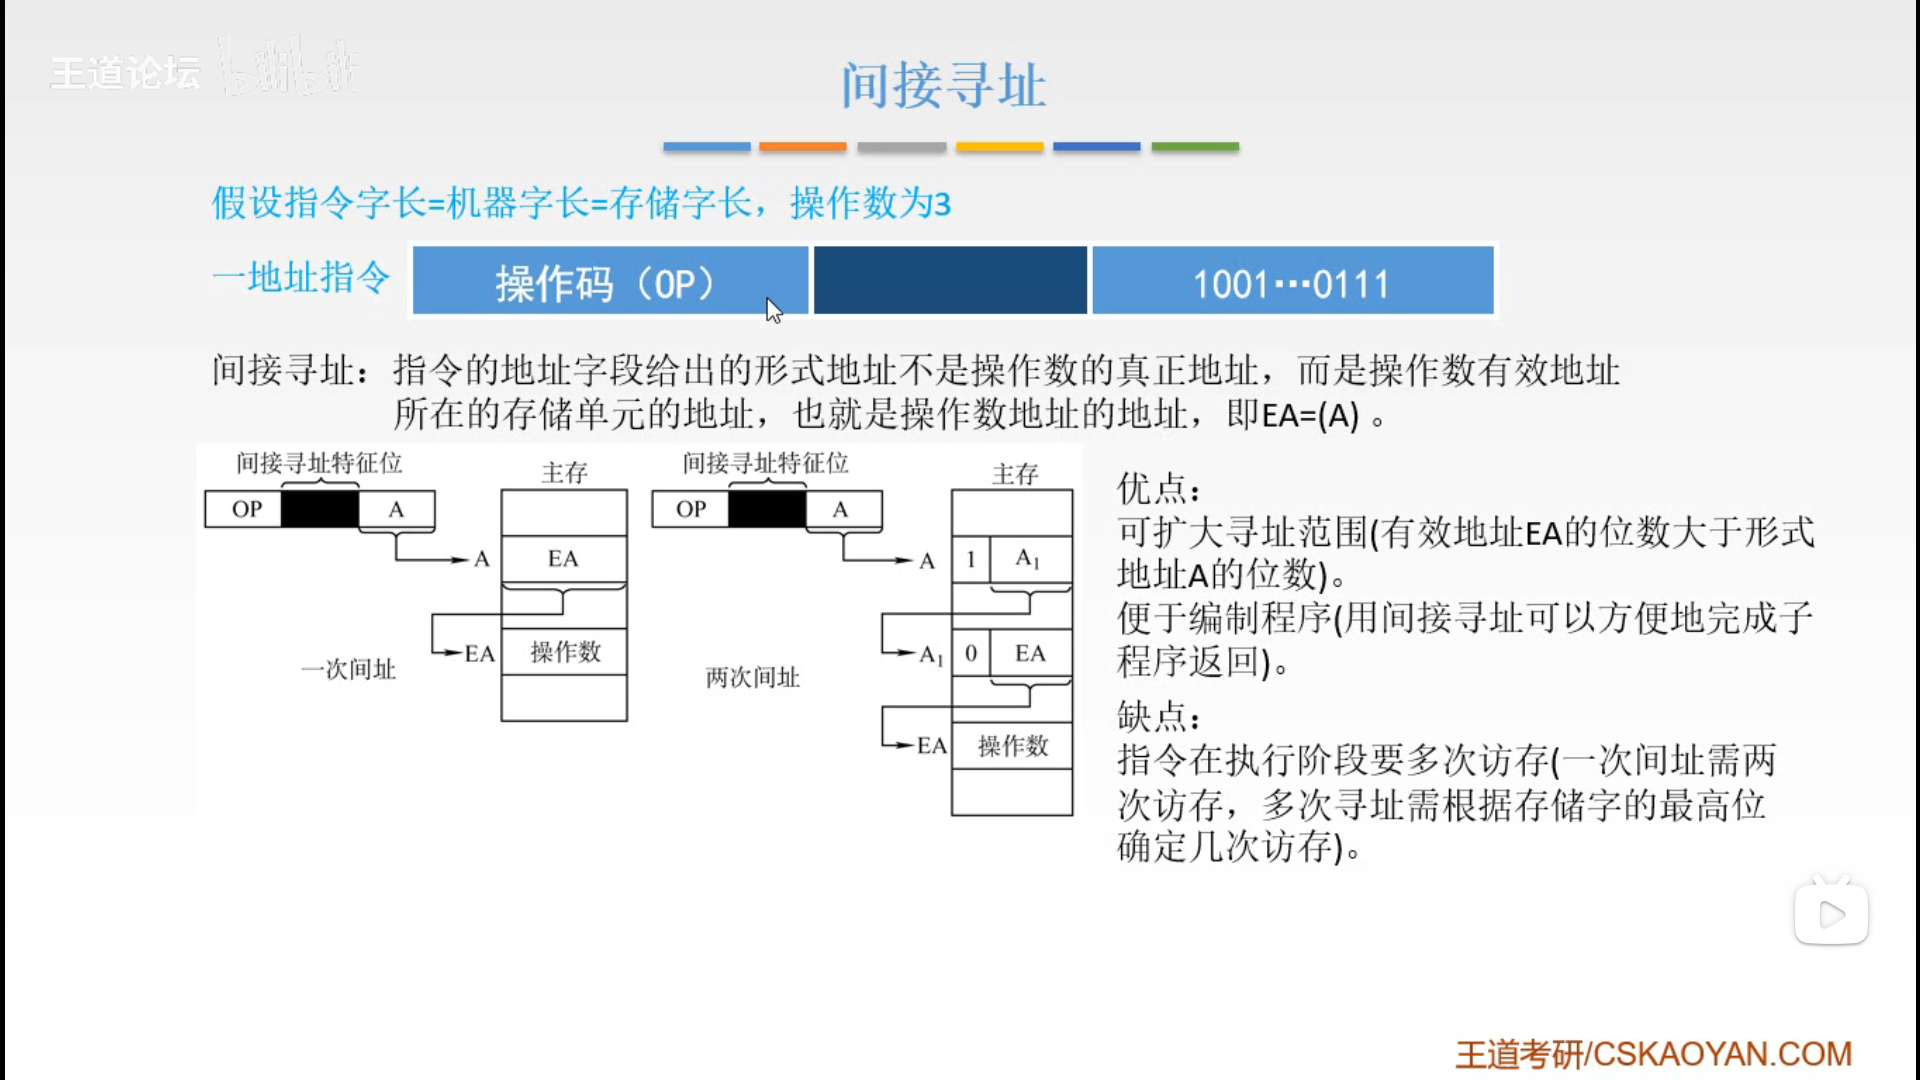 王道论坛 bilibili
间接寻址
假设指令字长=机器字长=存储字长，操作数为3
一地址指令 操作码（OP） 1001···0111
间接寻址：指令的地址字段给出的形式地址不是操作数的真正地址，而是操作数有效地址
所在的存储单元的地址，也就是操作数地址的地址，即EA=(A) 。
间接寻址特征位
主存
OP A
A EA
EA 操作数
一次间址
间接寻址特征位
主存
OP A
A 1 A₁
A₁ 0 EA
EA 操作数
两次间址
优点：
可扩大寻址范围(有效地址EA的位数大于形式
地址A的位数)。
便于编制程序(用间接寻址可以方便地完成子
程序返回)。
缺点：
指令在执行阶段要多次访存(一次间址需两
次访存，多次寻址需根据存储字的最高位
确定几次访存)。
王道考研/CSKAOYAN.COM